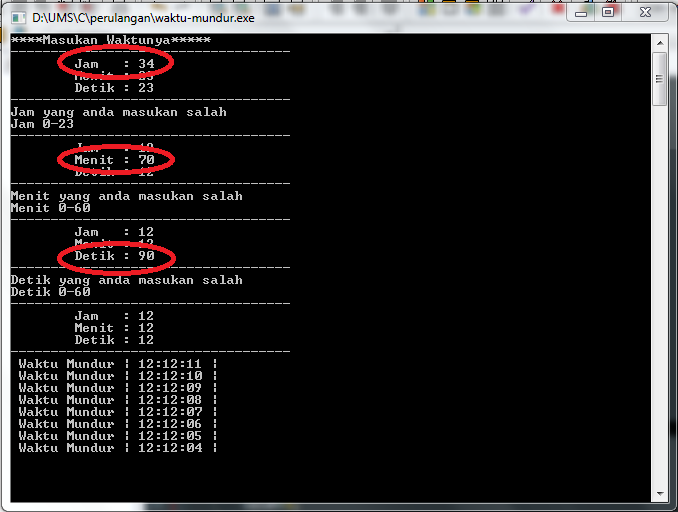 D:\UMS\C\perulangan\waktu-mundur.exe
****Masukan Waktunya*****
Jam : 34
Menit : 23
Detik : 23
Jam yang anda masukan salah
Jam 0-23
Jam : 12
Menit : 70
Detik : 12
Menit yang anda masukan salah
Menit 0-60
Jam : 12
Menit : 12
Detik : 90
Detik yang anda masukan salah
Detik 0-60
Jam : 12
Menit : 12
Detik : 12
Waktu Mundur | 12:12:11 |
Waktu Mundur | 12:12:10 |
Waktu Mundur | 12:12:09 |
Waktu Mundur | 12:12:08 |
Waktu Mundur | 12:12:07 |
Waktu Mundur | 12:12:06 |
Waktu Mundur | 12:12:05 |
Waktu Mundur | 12:12:04 |